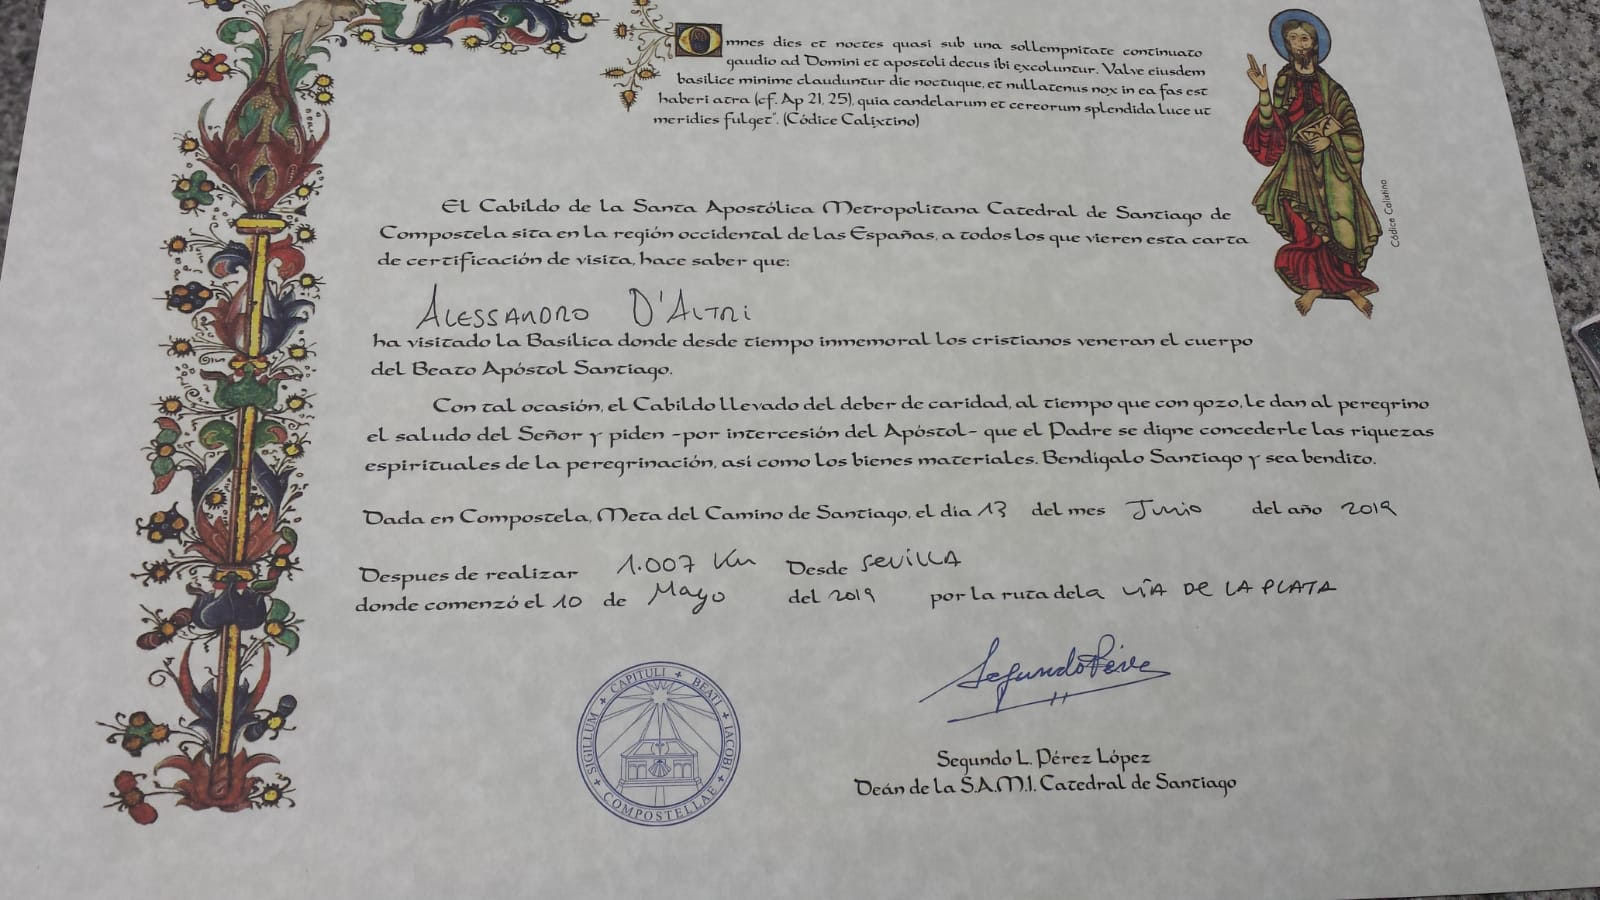 Omnes dies et noctes quasi sub una sollempnitate continuato
gaudio ad Domini et apostoli decus ibi excoluntur. Valve eiusdem
basilice minime clauduntur die noctuque, et nullatenus nox in ea fas est
haberi atra (cf. Ap 21, 25), quia candelarum et cereorum splendida luce ut
meridies fulget". (Códice Calixtino)
Códice Calixtino
El Cabildo de la Santa Apostólica Metropolitana Catedral de Santiago de
Compostela sita en la región occidental de las Españas, a todos los que vieren esta carta
de certificación de visita, hace saber que:
ALESSANDRO D'ALTRI
ha visitado la Basílica donde desde tiempo inmemoral los cristianos veneran el cuerpo
del Beato Apóstol Santiago.
Con tal ocasión, el Cabildo llevado del deber de caridad, al tiempo que con gozo, le dan al peregrino
el saludo del Señor y piden -por intercesión del Apóstol- que el Padre se digne concederle las riquezas
espirituales de la peregrinación, así como los bienes materiales. Bendígalo Santiago y sea bendito.
Dada en Compostela, Meta del Camino de Santiago, el dia 13 del mes Junio del año 2019
Despues de realizar 1.007 Km Desde SEVILLA
donde comenzó el 10 de Mayo del 2019 por la ruta dela VÍA DE LA PLATA
Segundo Pérez
SIGILLUM + CAPITULI + BEATI + IACOBI + COMPOSTELLAE +
Segundo L. Pérez López
Deán de la S.A.M.I. Catedral de Santiago